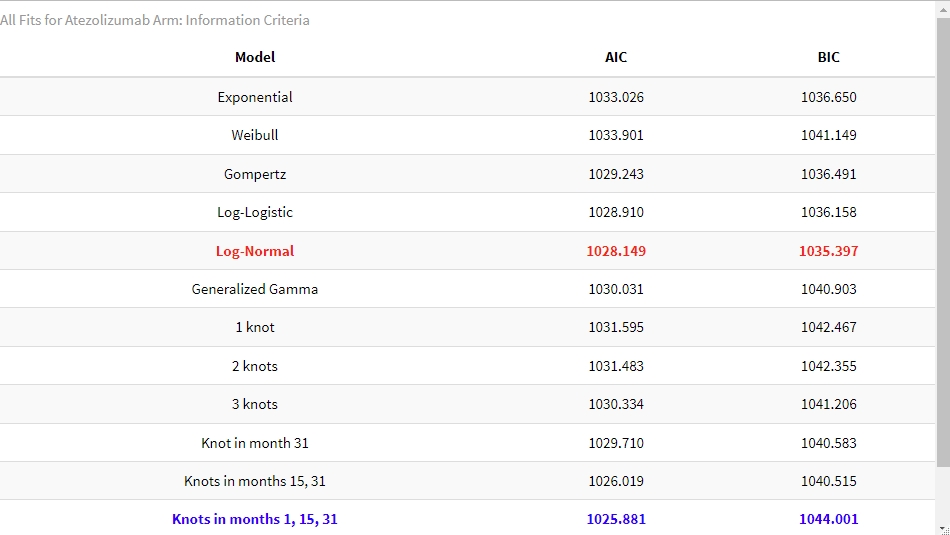 All Fits for Atezolizumab Arm: Information Criteria
Model AIC BIC
Exponential 1033.026 1036.650
Weibull 1033.901 1041.149
Gompertz 1029.243 1036.491
Log-Logistic 1028.910 1036.158
Log-Normal 1028.149 1035.397
Generalized Gamma 1030.031 1040.903
1 knot 1031.595 1042.467
2 knots 1031.483 1042.355
3 knots 1030.334 1041.206
Knot in month 31 1029.710 1040.583
Knots in months 15, 31 1026.019 1040.515
Knots in months 1, 15, 31 1025.881 1044.001